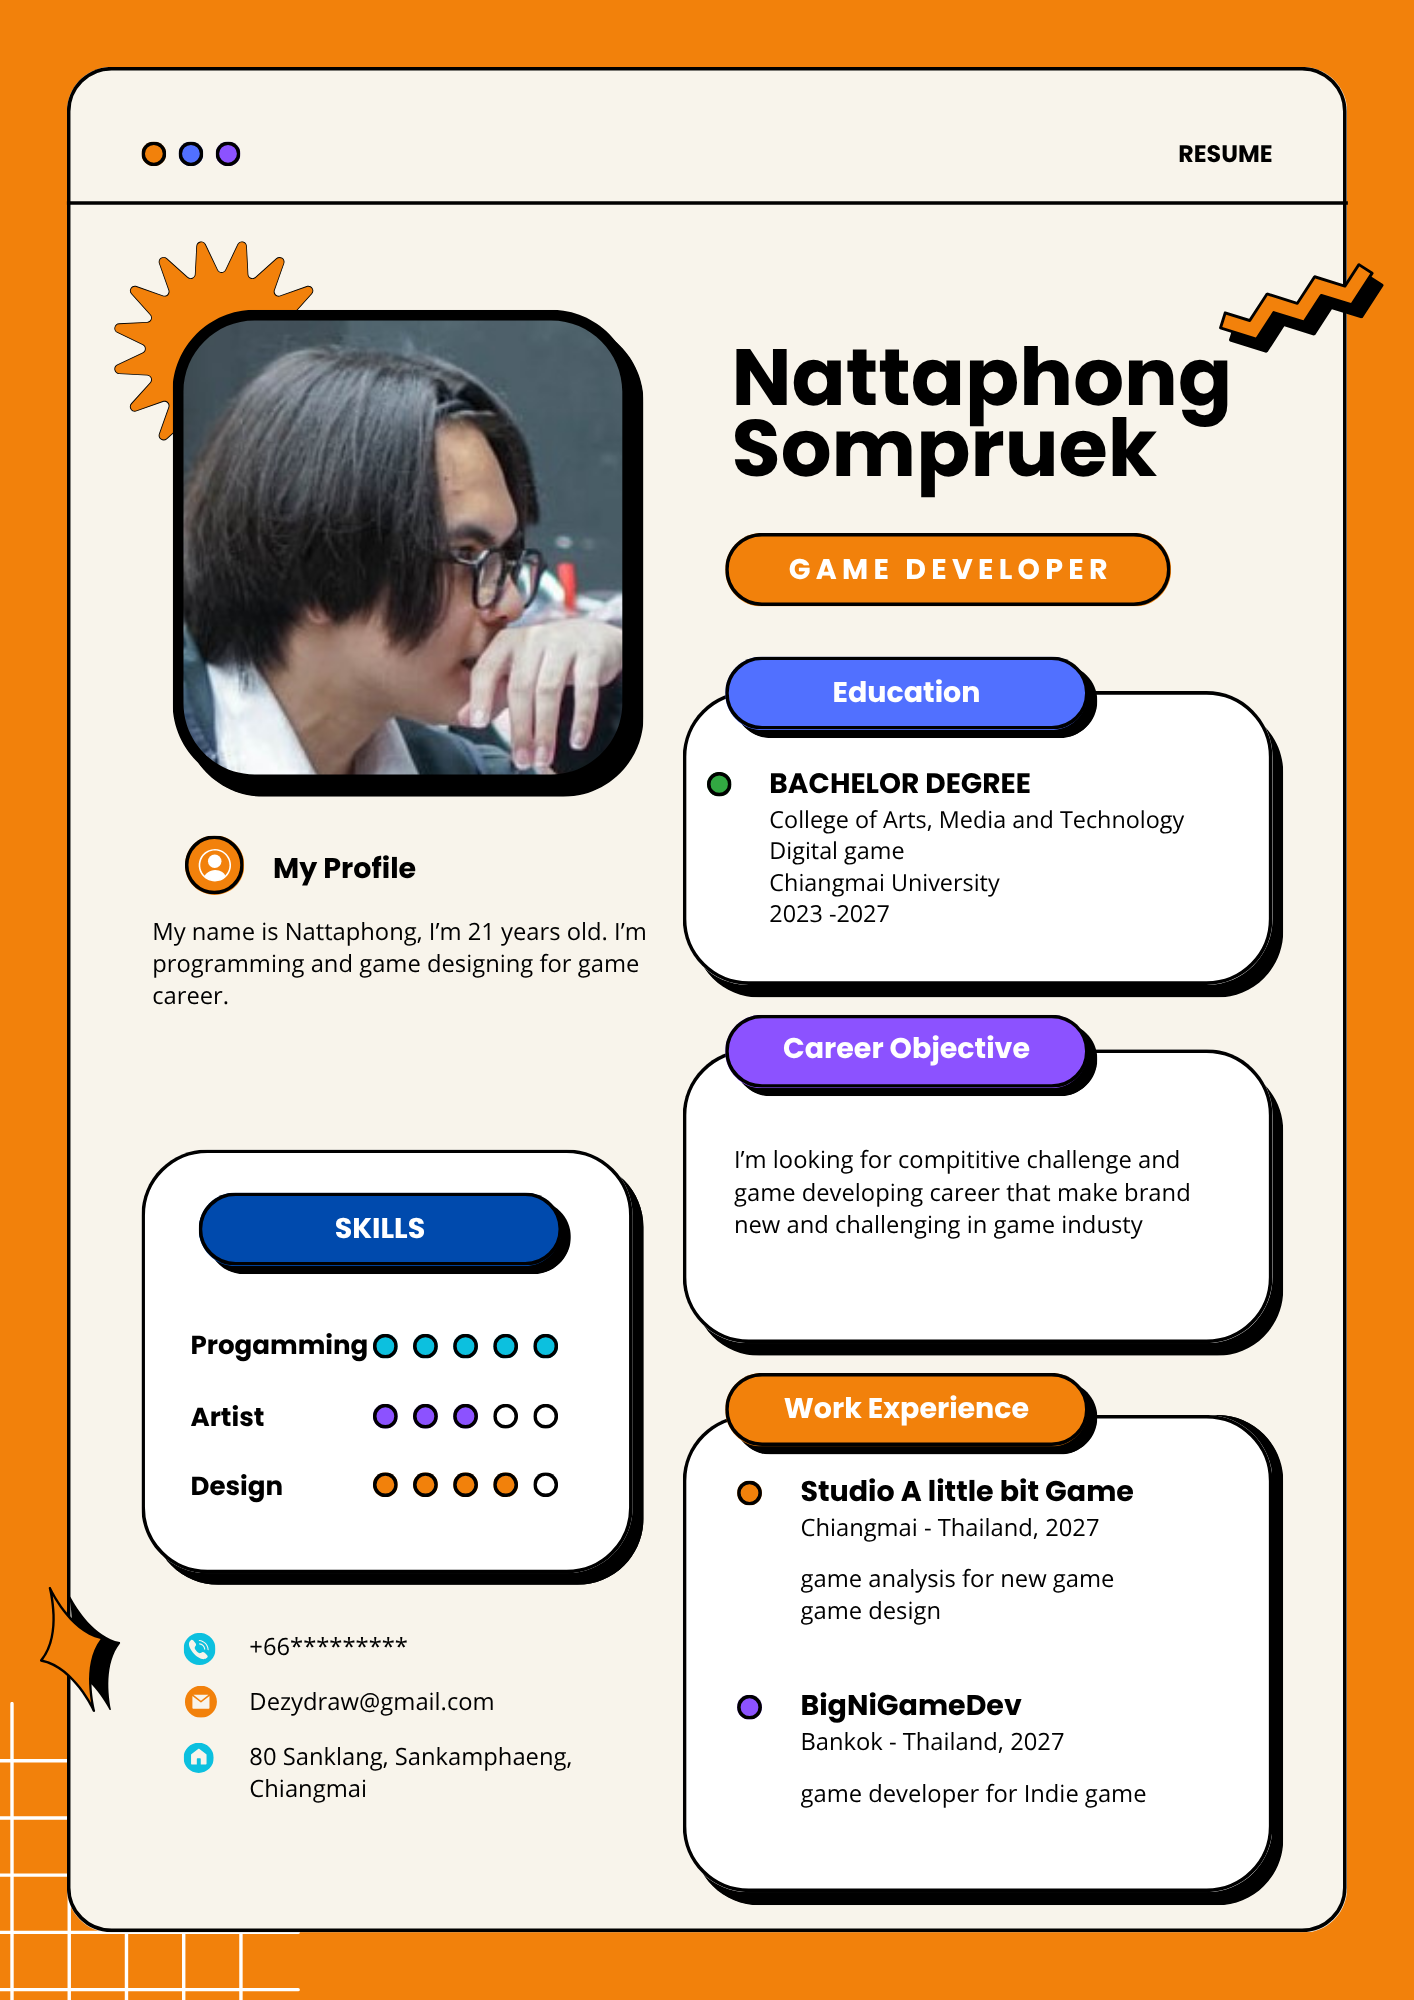 RESUME
Nattaphong
Sompruek
GAME DEVELOPER
My Profile
My name is Nattaphong, I’m 21 years old. I’m
programming and game designing for game
career.
SKILLS
Progamming
Artist
Design
+66*********
Dezydraw@gmail.com
80 Sanklang, Sankamphaeng,
Chiangmai
Education
BACHELOR DEGREE
College of Arts, Media and Technology
Digital game
Chiangmai University
2023 -2027
Career Objective
I’m looking for compititive challenge and
game developing career that make brand
new and challenging in game industy
Work Experience
Studio A little bit Game
Chiangmai - Thailand, 2027
game analysis for new game
game design
BigNiGameDev
Bankok - Thailand, 2027
game developer for Indie game